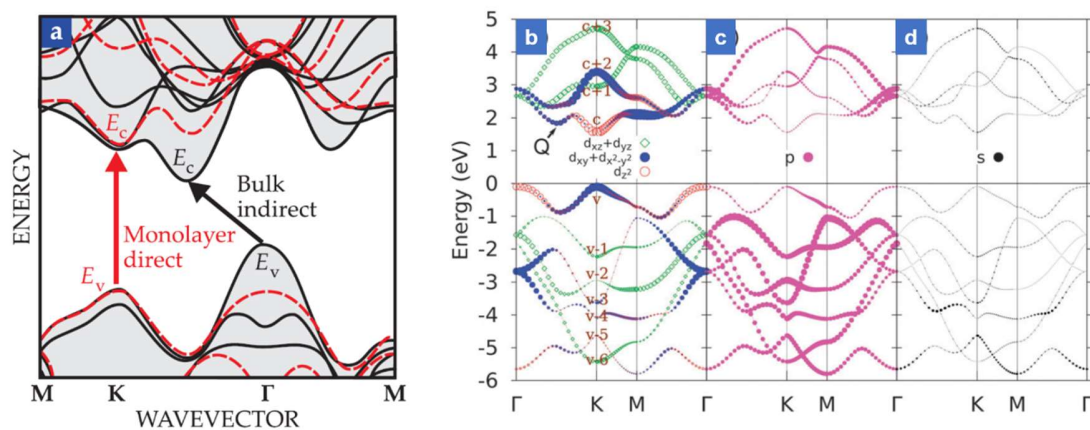 a
ENERGY
E_c
E_c
Bulk
indirect
Monolayer
direct
E_v
E_v
M K Γ M
WAVEVECTOR
b
c
d
Energy (eV)
5
4
3
2
1
0
-1
-2
-3
-4
-5
-6
c+3
c+2
c+1
c
Q
d_xz+d_yz
d_xy+d_x²-y²
d_z²
v
v-1
v-2
v-3
v-4
v-5
v-6
p
s
Γ K M Γ K M Γ K M Γ